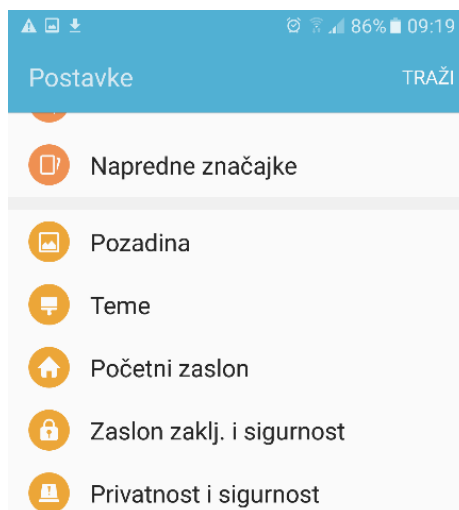 86% 09:19
Postavke TRAŽI
Napredne značajke
Pozadina
Teme
Početni zaslon
Zaslon zaklj. i sigurnost
Privatnost i sigurnost